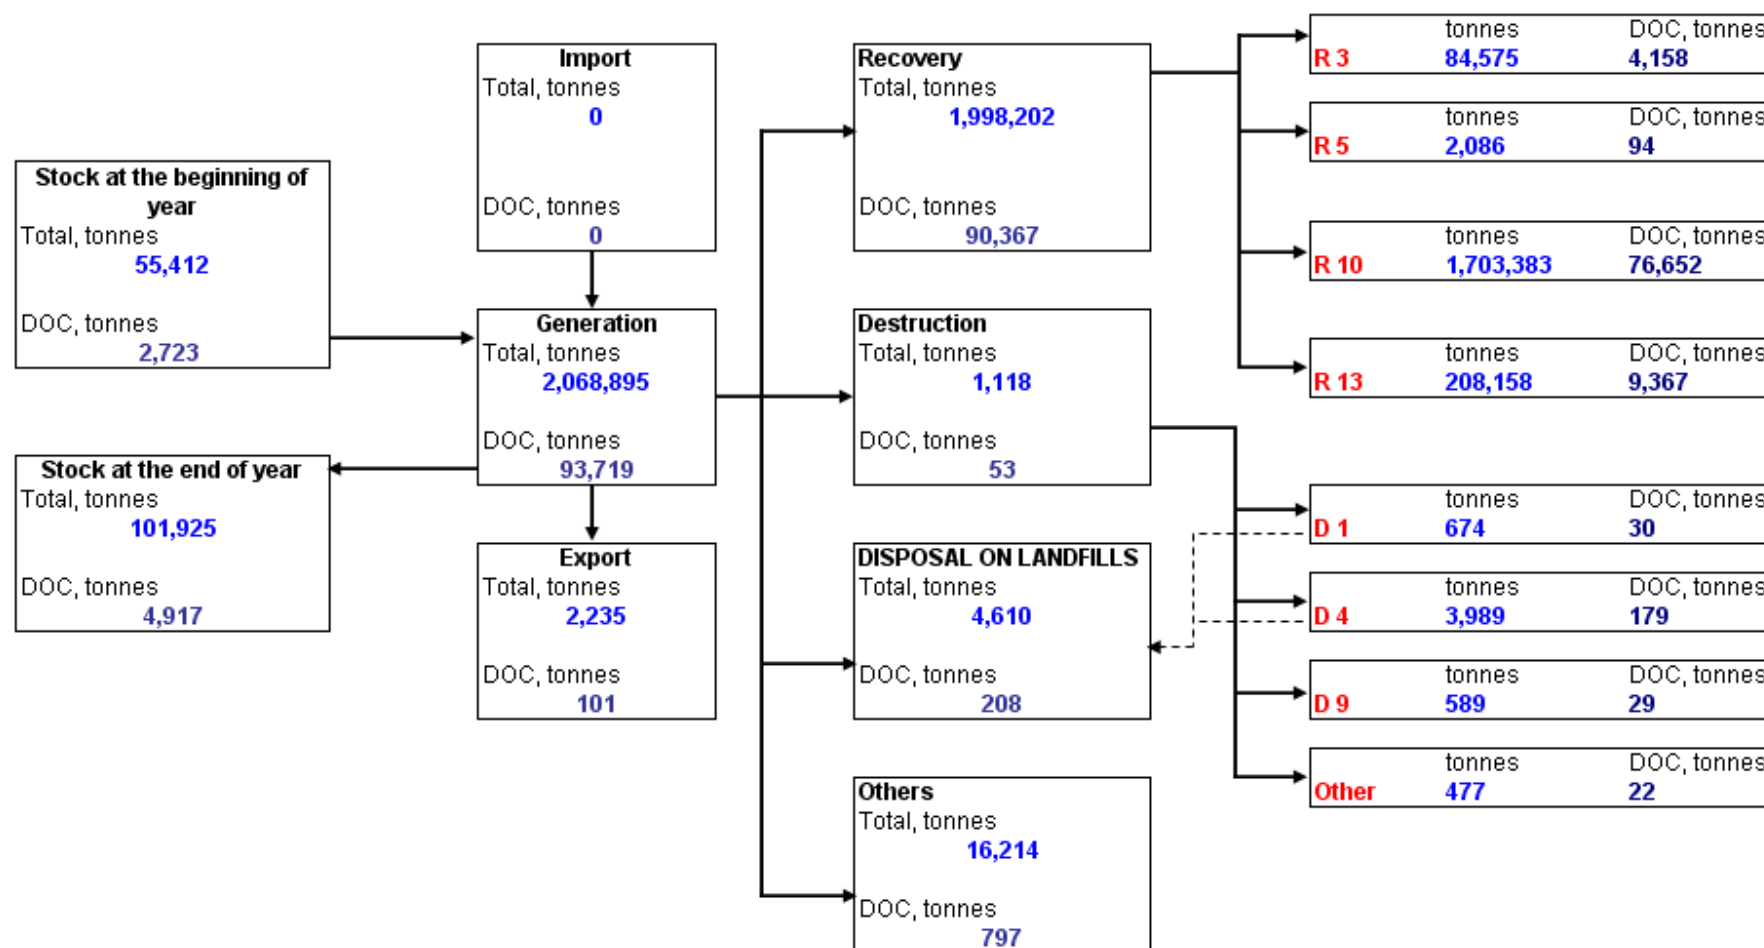 Stock at the beginning of
year
Total, tonnes
55,412
DOC, tonnes
2,723
Stock at the end of year
Total, tonnes
101,925
DOC, tonnes
4,917
Import
Total, tonnes
0
DOC, tonnes
0
Generation
Total, tonnes
2,068,895
DOC, tonnes
93,719
Export
Total, tonnes
2,235
DOC, tonnes
101
Recovery
Total, tonnes
1,998,202
DOC, tonnes
90,367
Destruction
Total, tonnes
1,118
DOC, tonnes
53
DISPOSAL ON LANDFILLS
Total, tonnes
4,610
DOC, tonnes
208
Others
Total, tonnes
16,214
DOC, tonnes
797
tonnes DOC, tonnes
R 3 84,575 4,158
tonnes DOC, tonnes
R 5 2,086 94
tonnes DOC, tonnes
R 10 1,703,383 76,652
tonnes DOC, tonnes
R 13 208,158 9,367
tonnes DOC, tonnes
D 1 674 30
tonnes DOC, tonnes
D 4 3,989 179
tonnes DOC, tonnes
D 9 589 29
tonnes DOC, tonnes
Other 477 22